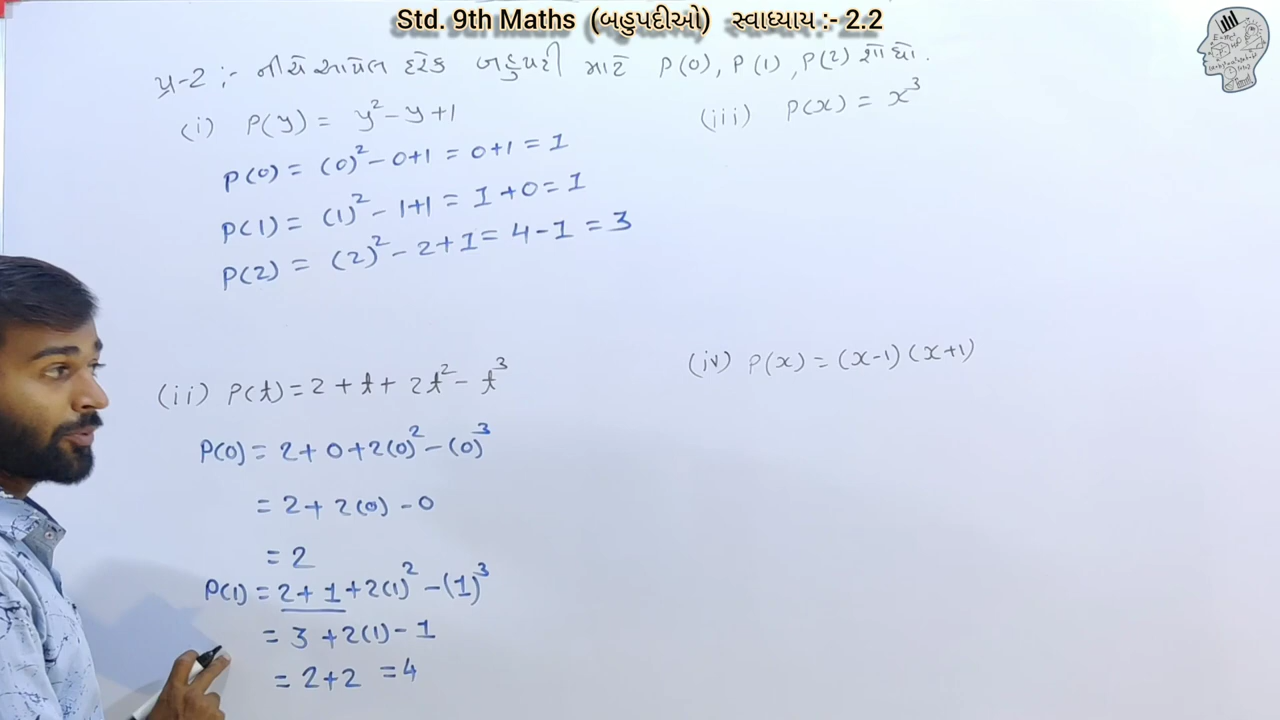 Std. 9th Maths (બહુપદીઓ) સ્વાધ્યાય :- 2.2
પ્ર-2 :- નીચે આપેલ દરેક બહુપદી માટે P(0), P(1), P(2) શોધો.
(i) P(y) = y² - y + 1
P(0) = (0)² - 0+1 = 0+1 = 1
P(1) = (1)² - 1+1 = 1+0 = 1
P(2) = (2)² - 2+1 = 4-1 = 3
(ii) P(t) = 2 + t + 2t² - t³
P(0) = 2 + 0 + 2(0)² - (0)³
= 2 + 2(0) - 0
= 2
P(1) = 2 + 1 + 2(1)² - (1)³
= 3 + 2(1) - 1
= 2+2 = 4
(iii) P(x) = x³
(iv) P(x) = (x-1) (x+1)